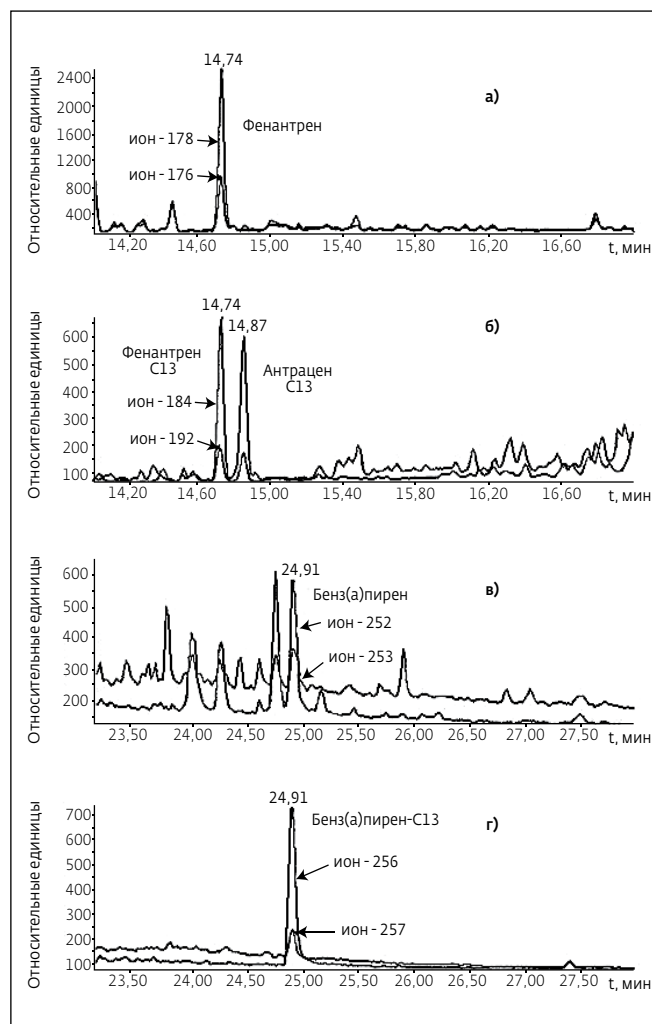 Относительные единицы
14,74
а)
2400
2000
1600
1200
800
400
Фенантрен
ион - 178
ион - 176
14,20 14,60 15,00 15,40 15,80 16,20 16,60
t, мин
Относительные единицы
14,74
14,87
б)
600
500
400
300
200
100
Фенантрен
С13
Антрацен
С13
ион - 184
ион - 192
14,20 14,60 15,00 15,40 15,80 16,20 16,60
t, мин
Относительные единицы
24,91
в)
600
500
400
300
200
Бенз(а)пирен
ион - 252
ион - 253
23,50 24,00 24,50 25,00 25,50 26,00 26,50 27,00 27,50
t, мин
Относительные единицы
24,91
г)
700
600
500
400
300
200
100
Бенз(а)пирен-С13
ион - 256
ион - 257
23,50 24,00 24,50 25,00 25,50 26,00 26,50 27,00 27,50
t, мин